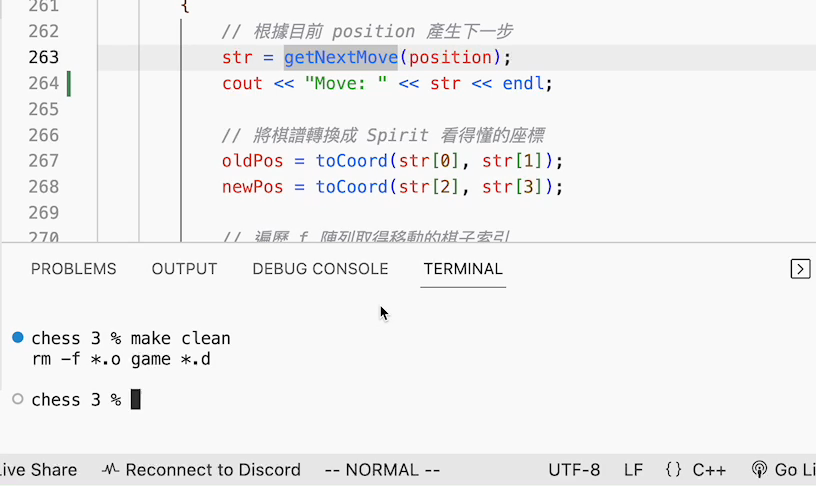 261 {
262 // 根據目前 position 產生下一步
263 str = getNextMove(position);
264 cout << "Move: " << str << endl;
265
266 // 將棋譜轉換成 Spirit 看得懂的座標
267 oldPos = toCoord(str[0], str[1]);
268 newPos = toCoord(str[2], str[3]);
269
270 // 遍歷 f 陣列取得移動的棋子索引
PROBLEMS OUTPUT DEBUG CONSOLE TERMINAL
chess 3 % make clean
rm -f *.o game *.d
chess 3 %
ive Share Reconnect to Discord -- NORMAL -- UTF-8 LF {} C++ Go Li